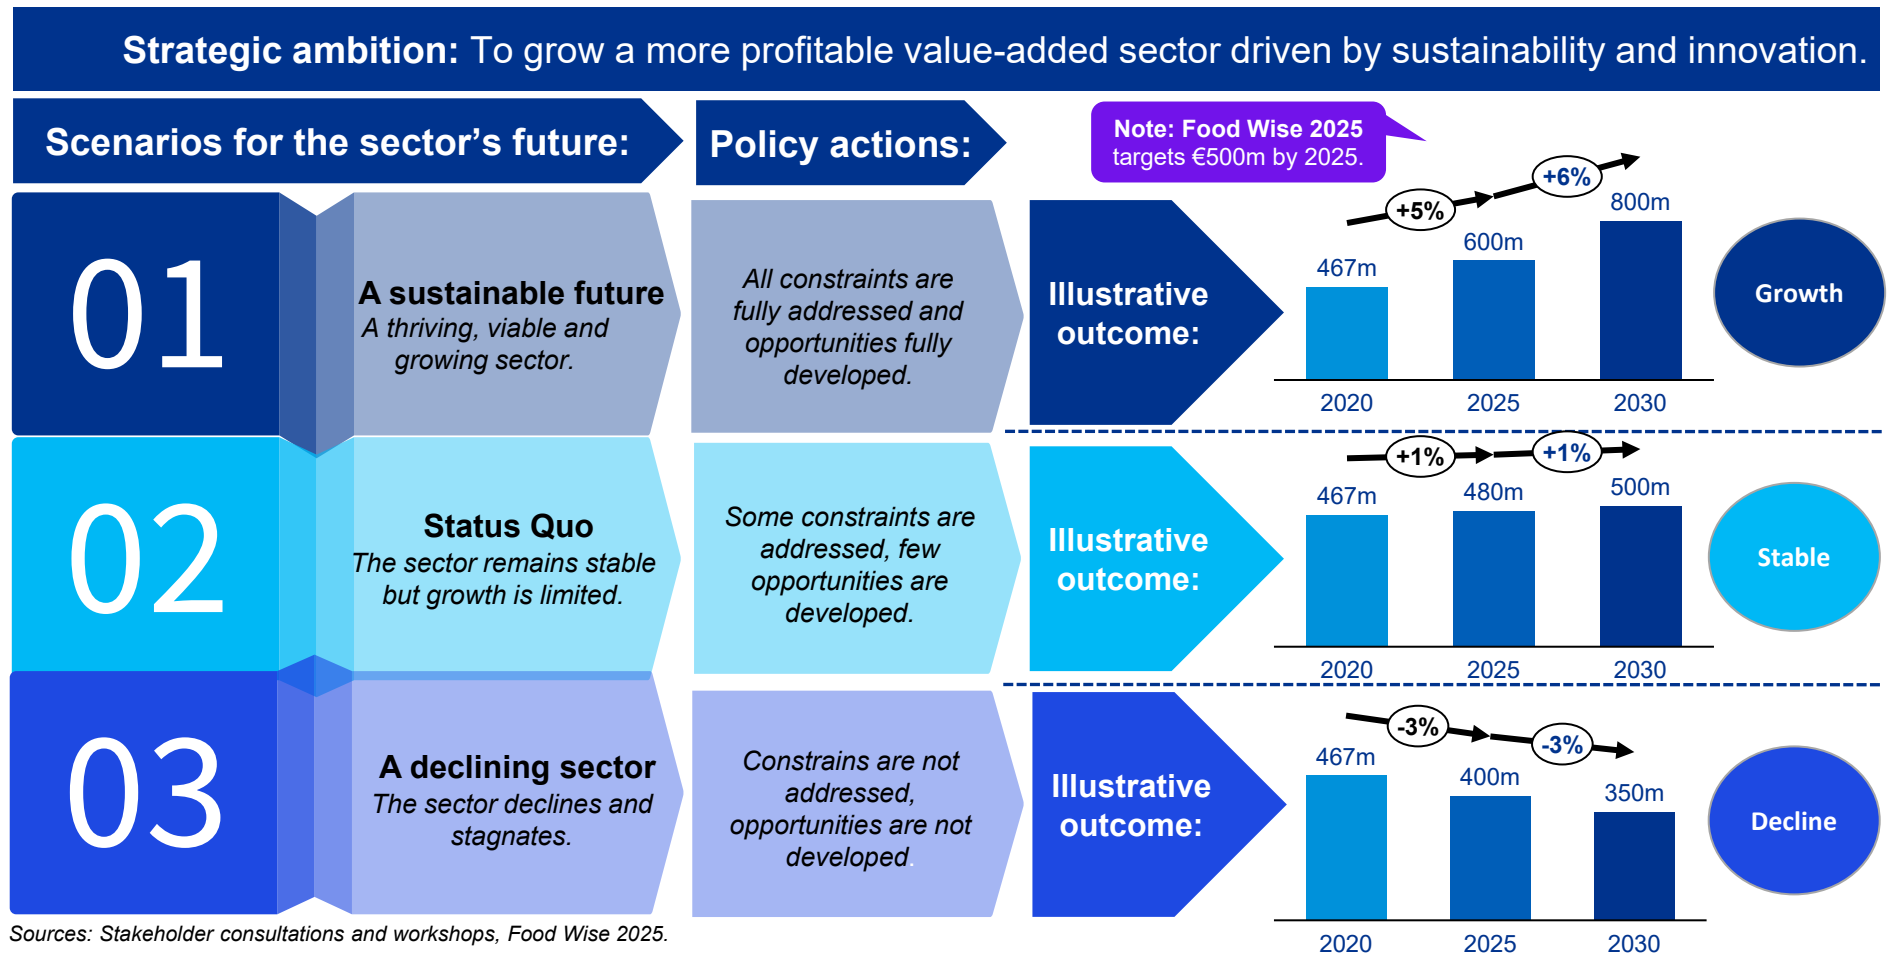 Strategic ambition: To grow a more profitable value-added sector driven by sustainability and innovation.
Scenarios for the sector's future:
Policy actions:
Note: Food Wise 2025
targets €500m by 2025.
01
A sustainable future
A thriving, viable and
growing sector.
All constraints are
fully addressed and
opportunities fully
developed.
Illustrative
outcome:
+5%
+6%
467m
600m
800m
2020
2025
2030
Growth
02
Status Quo
The sector remains stable
but growth is limited.
Some constraints are
addressed, few
opportunities are
developed.
Illustrative
outcome:
+1%
+1%
467m
480m
500m
2020
2025
2030
Stable
03
A declining sector
The sector declines and
stagnates.
Constrains are not
addressed,
opportunities are not
developed.
Illustrative
outcome:
-3%
-3%
467m
400m
350m
2020
2025
2030
Decline
Sources: Stakeholder consultations and workshops, Food Wise 2025.